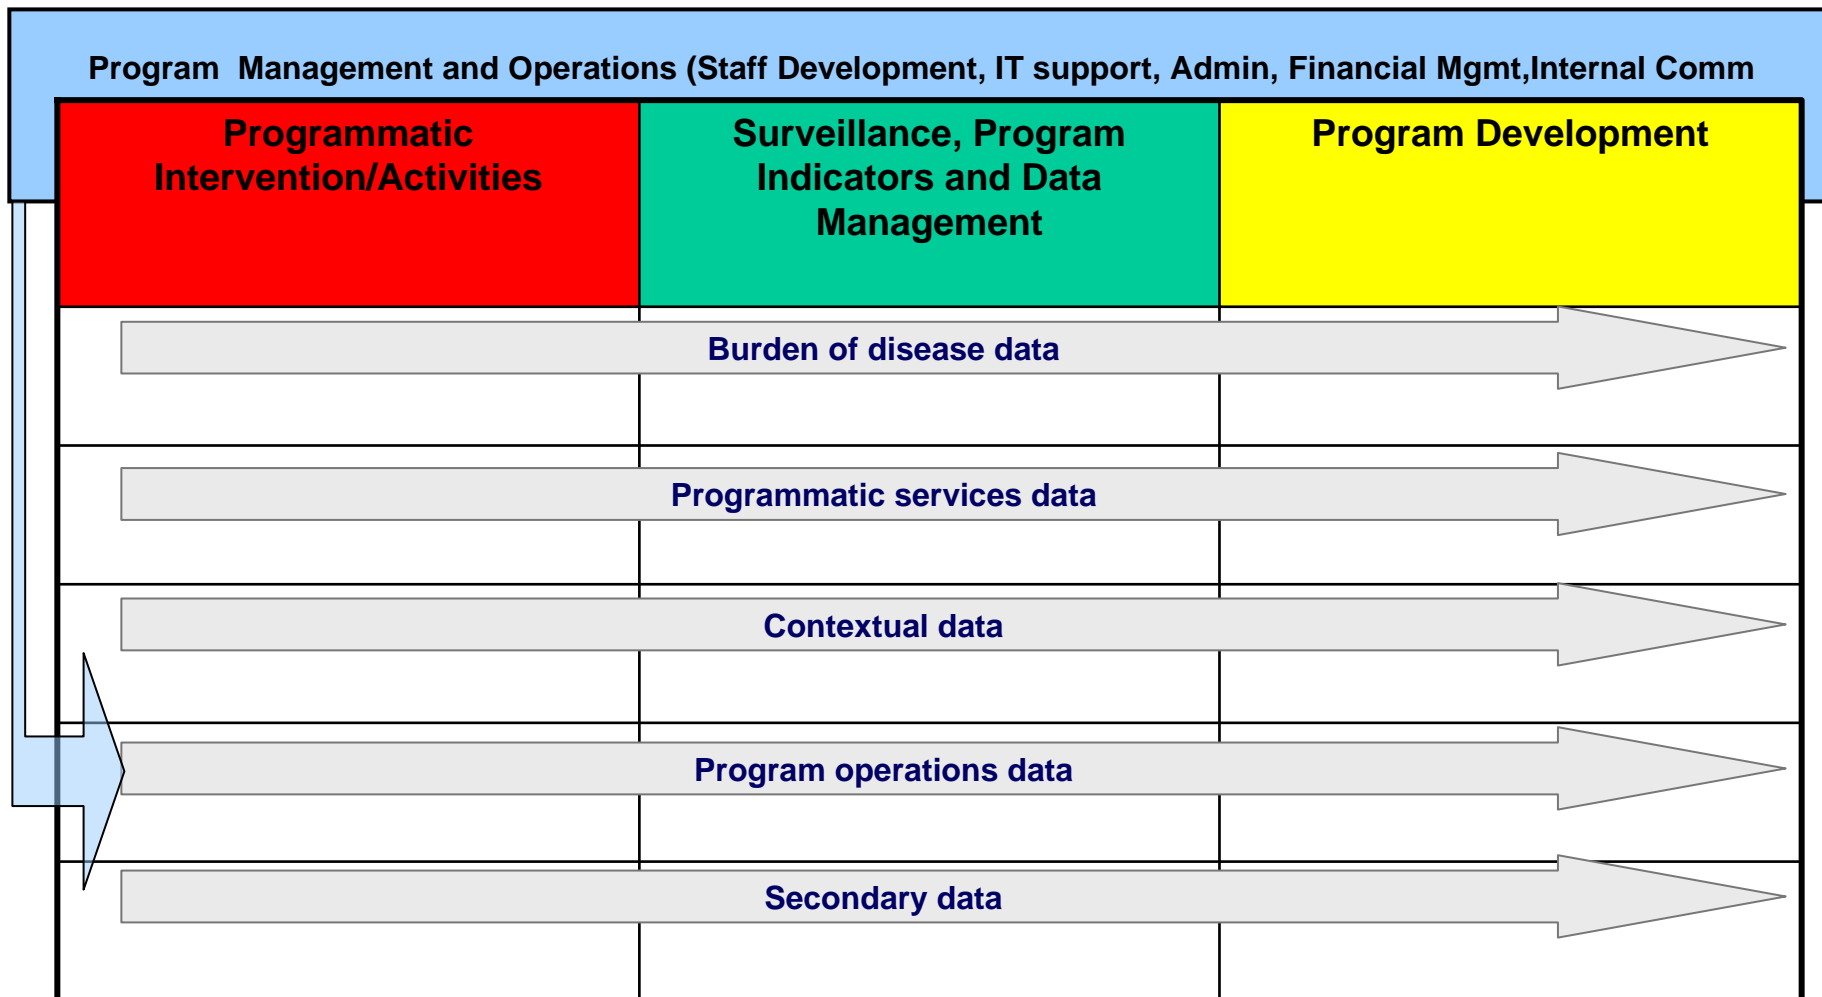 Program  Management and Operations (Staff Development, IT support, Admin, Financial Mgmt,Internal Comm
Programmatic
Intervention/Activities
Surveillance, Program
Indicators and Data
Management
Program Development
Burden of disease data
Programmatic services data
Contextual data
Program operations data
Secondary data